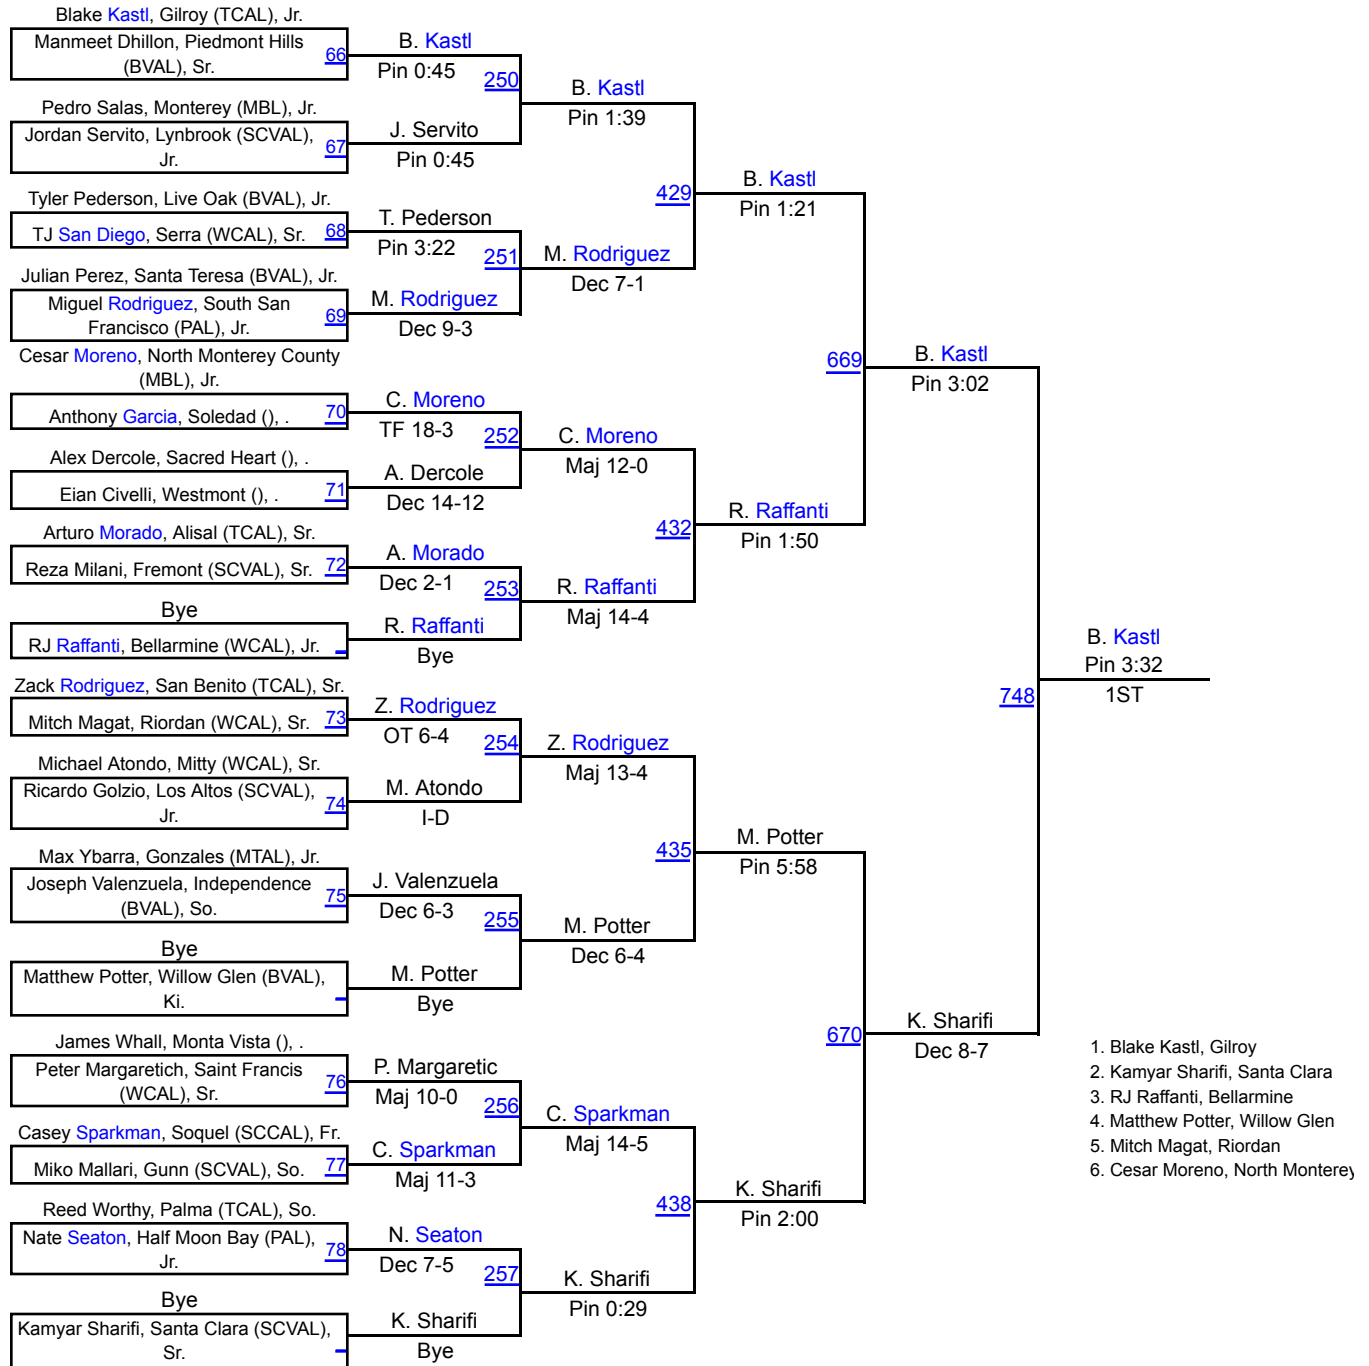 Blake Kastl, Gilroy (TCAL), Jr.
Manmeet Dhillon, Piedmont Hills
(BVAL), Sr.
66
Pedro Salas, Monterey (MBL), Jr.
Jordan Servito, Lynbrook (SCVAL),
Jr.
67
Tyler Pederson, Live Oak (BVAL), Jr.
TJ San Diego, Serra (WCAL), Sr.
68
Julian Perez, Santa Teresa (BVAL), Jr.
Miguel Rodriguez, South San
Francisco (PAL), Jr.
69
Cesar Moreno, North Monterey County
(MBL), Jr.
Anthony Garcia, Soledad (), .
70
Alex Dercole, Sacred Heart (), .
Eian Civelli, Westmont (), .
71
Arturo Morado, Alisal (TCAL), Sr.
Reza Milani, Fremont (SCVAL), Sr.
72
Bye
RJ Raffanti, Bellarmine (WCAL), Jr.
Zack Rodriguez, San Benito (TCAL), Sr.
Mitch Magat, Riordan (WCAL), Sr.
73
Michael Atondo, Mitty (WCAL), Sr.
Ricardo Golzio, Los Altos (SCVAL),
Jr.
74
Max Ybarra, Gonzales (MTAL), Jr.
Joseph Valenzuela, Independence
(BVAL), So.
75
Bye
Matthew Potter, Willow Glen (BVAL),
Ki.
James Whall, Monta Vista (), .
Peter Margaretich, Saint Francis
(WCAL), Sr.
76
Casey Sparkman, Soquel (SCCAL), Fr.
Miko Mallari, Gunn (SCVAL), So.
77
Reed Worthy, Palma (TCAL), So.
Nate Seaton, Half Moon Bay (PAL),
Jr.
78
Bye
Kamyar Sharifi, Santa Clara (SCVAL),
Sr.
B. Kastl
Pin 0:45
250
J. Servito
Pin 0:45
T. Pederson
Pin 3:22
251
M. Rodriguez
Dec 9-3
C. Moreno
TF 18-3
252
A. Dercole
Dec 14-12
A. Morado
Dec 2-1
253
R. Raffanti
Bye
Z. Rodriguez
OT 6-4
254
M. Atondo
I-D
J. Valenzuela
Dec 6-3
255
M. Potter
Bye
P. Margaretic
Maj 10-0
256
C. Sparkman
Maj 11-3
N. Seaton
Dec 7-5
257
K. Sharifi
Bye
B. Kastl
Pin 1:39
429
M. Rodriguez
Dec 7-1
C. Moreno
Maj 12-0
432
R. Raffanti
Maj 14-4
Z. Rodriguez
Maj 13-4
435
M. Potter
Dec 6-4
C. Sparkman
Maj 14-5
438
K. Sharifi
Pin 0:29
B. Kastl
Pin 1:21
669
R. Raffanti
Pin 1:50
M. Potter
Pin 5:58
670
K. Sharifi
Pin 2:00
B. Kastl
Pin 3:02
748
K. Sharifi
Dec 8-7
B. Kastl
Pin 3:32
1ST
1. Blake Kastl, Gilroy
2. Kamyar Sharifi, Santa Clara
3. RJ Raffanti, Bellarmine
4. Matthew Potter, Willow Glen
5. Mitch Magat, Riordan
6. Cesar Moreno, North Monterey